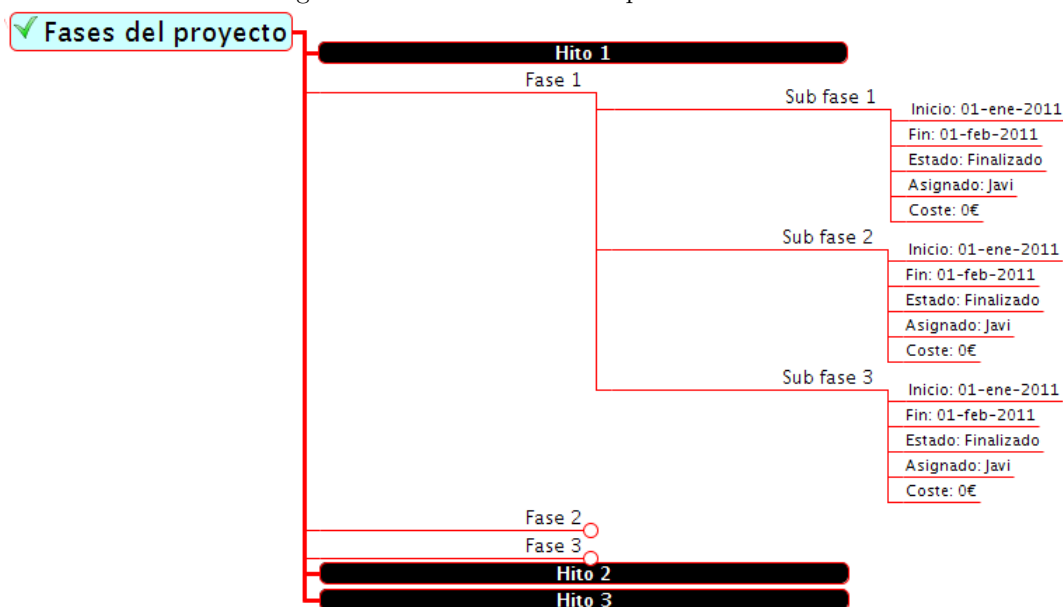 Fases del proyecto
Hito 1
Fase 1
Sub fase 1
Inicio: 01-ene-2011
Fin: 01-feb-2011
Estado: Finalizado
Asignado: Javi
Coste: 0€
Sub fase 2
Inicio: 01-ene-2011
Fin: 01-feb-2011
Estado: Finalizado
Asignado: Javi
Coste: 0€
Sub fase 3
Inicio: 01-ene-2011
Fin: 01-feb-2011
Estado: Finalizado
Asignado: Javi
Coste: 0€
Fase 2
Fase 3
Hito 2
Hito 3